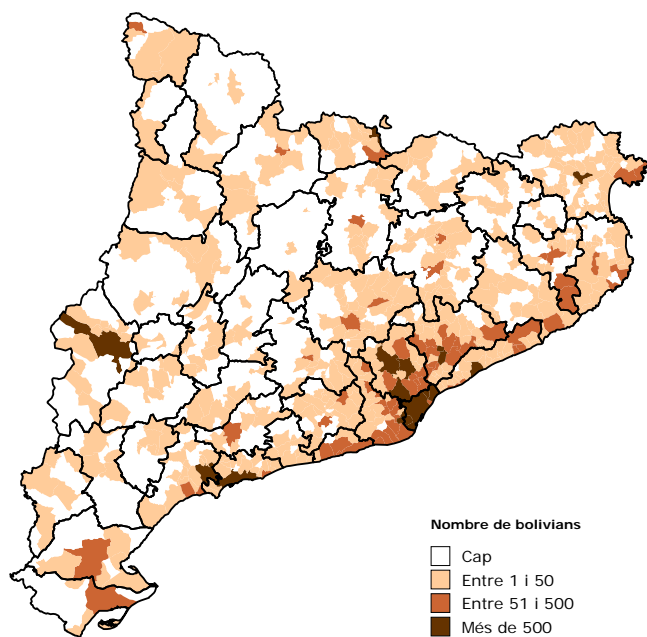 Nombre de bolivians
Cap
Entre 1 i 50
Entre 51 i 500
Més de 500